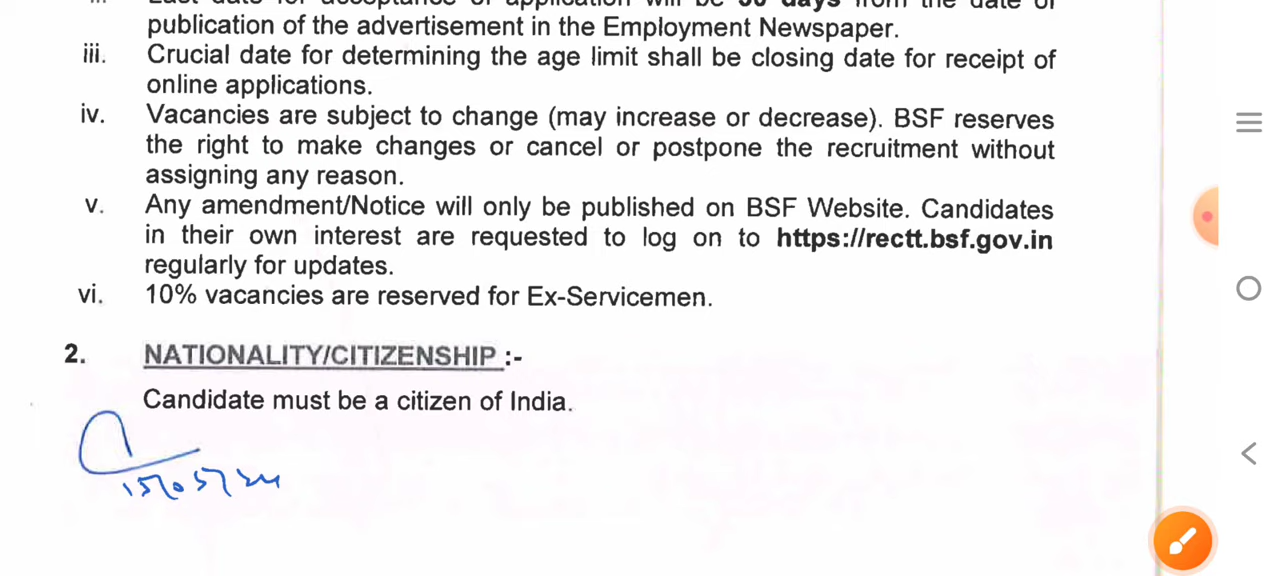 publication of the advertisement in the Employment Newspaper.
iii. Crucial date for determining the age limit shall be closing date for receipt of
online applications.
iv. Vacancies are subject to change (may increase or decrease). BSF reserves
the right to make changes or cancel or postpone the recruitment without
assigning any reason.
v. Any amendment/Notice will only be published on BSF Website. Candidates
in their own interest are requested to log on to https://rectt.bsf.gov.in
regularly for updates.
vi. 10% vacancies are reserved for Ex-Servicemen.
2. NATIONALITY/CITIZENSHIP :-
Candidate must be a citizen of India.